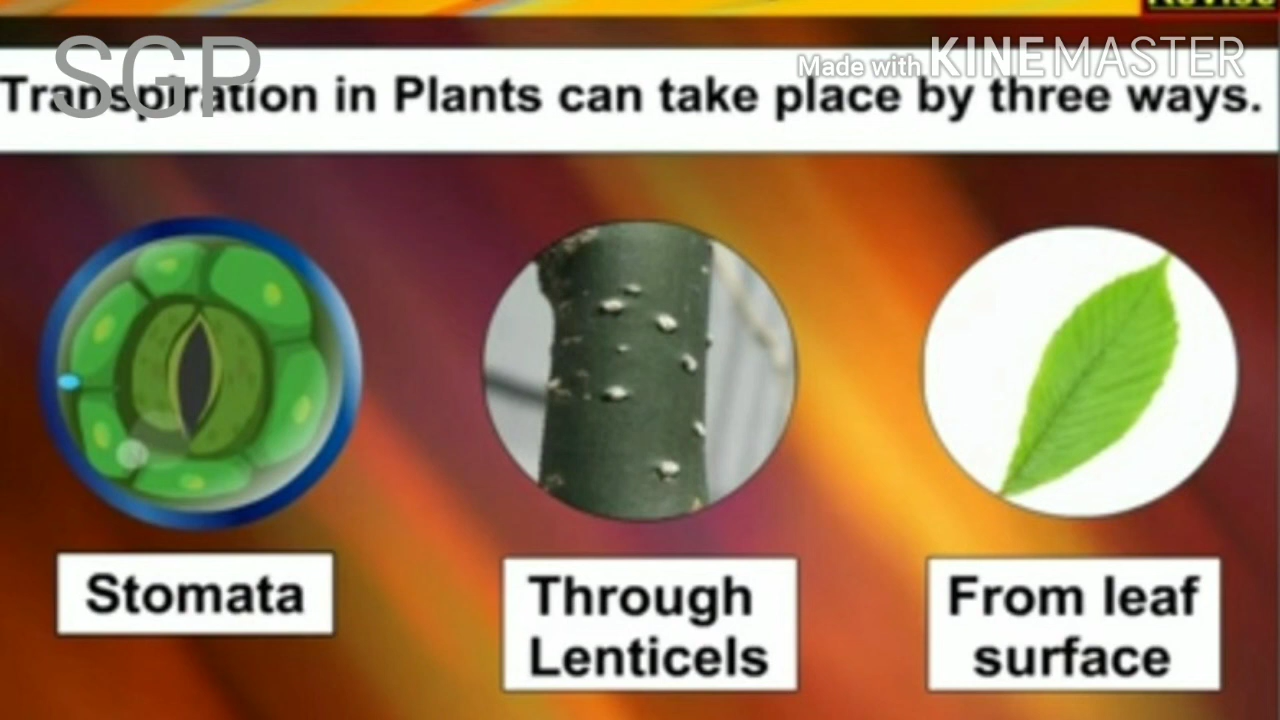 Revise
SGP
Made with KINEMASTER
Transpiration in Plants can take place by three ways.
Stomata
Through
Lenticels
From leaf
surface